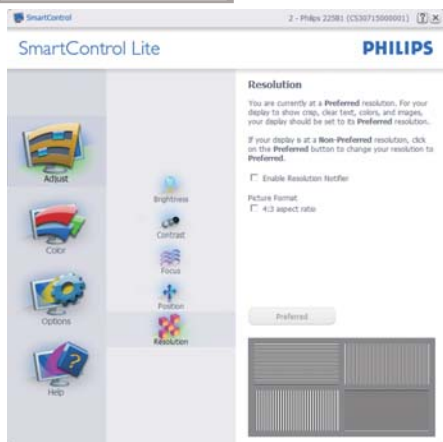 SmartControl
2 - Philips 225B1 (CS30715000001)
SmartControl Lite
PHILIPS
Adjust
Color
Options
Help
Brightness
Contrast
Focus
Position
Resolution
Resolution
You are currently at a Preferred resolution. For your
display to show crisp, clear text, colors, and images,
your display should be set to its Preferred resolution.
If your display is at a Non-Preferred resolution, click
on the Preferred button to change your resolution to
Preferred.
Enable Resolution Notifier
Picture Format
4:3 aspect ratio
Preferred